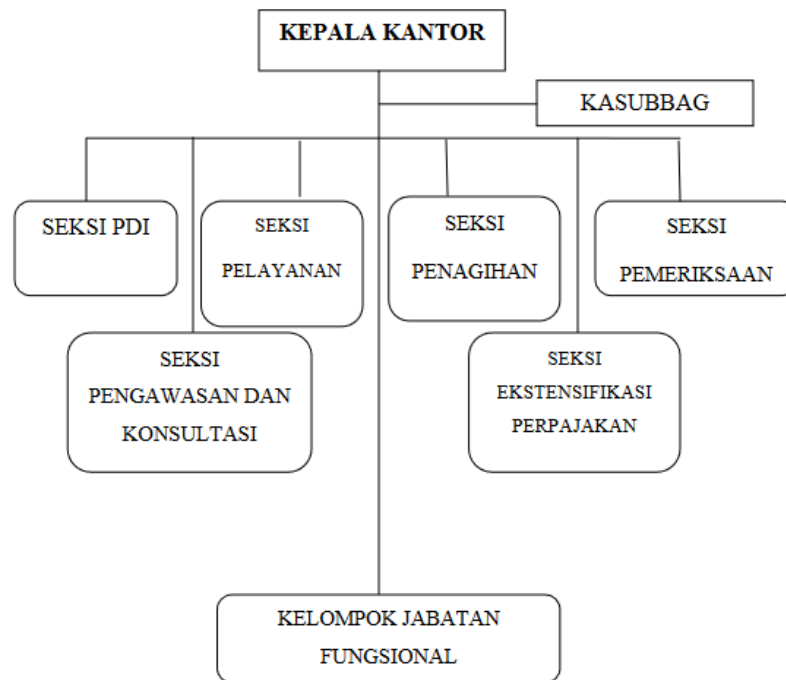 KEPALA KANTOR
KASUBBAG
SEKSI PDI
SEKSI
PELAYANAN
SEKSI
PENAGIHAN
SEKSI
PEMERIKSAAN
SEKSI
PENGAWASAN DAN
KONSULTASI
SEKSI
EKSTENSIFIKASI
PERPAJAKAN
KELOMPOK JABATAN
FUNGSIONAL